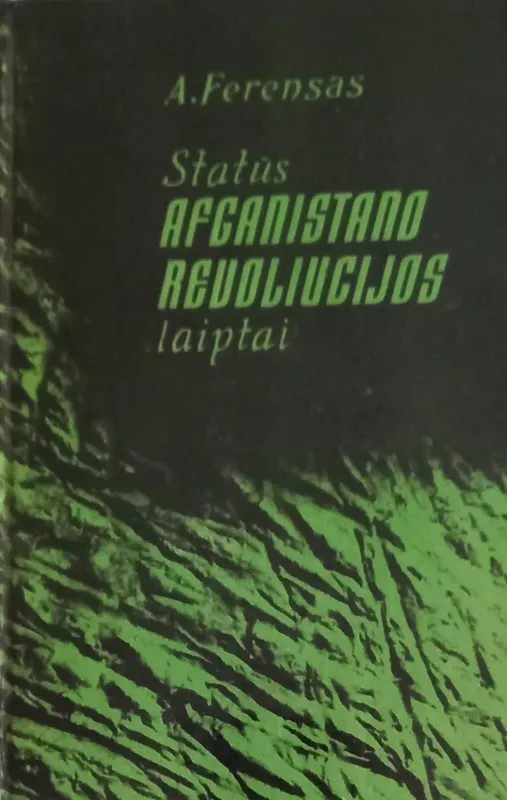 A. Ferensas
Statūs
AFGANISTANO
REVOLIUCIJOS
laiptai